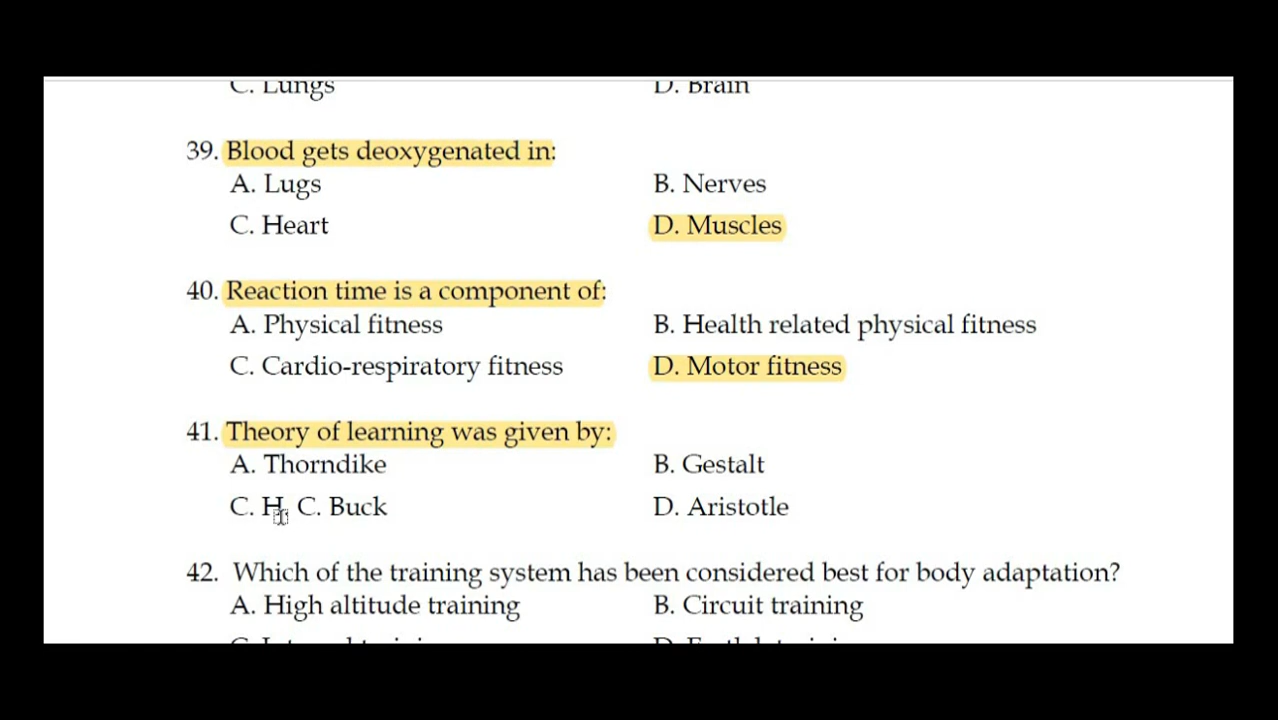 C. Lungs D. Brain
39. Blood gets deoxygenated in:
A. Lugs B. Nerves
C. Heart D. Muscles
40. Reaction time is a component of:
A. Physical fitness B. Health related physical fitness
C. Cardio-respiratory fitness D. Motor fitness
41. Theory of learning was given by:
A. Thorndike B. Gestalt
C. H. C. Buck D. Aristotle
42. Which of the training system has been considered best for body adaptation?
A. High altitude training B. Circuit training
C. D.